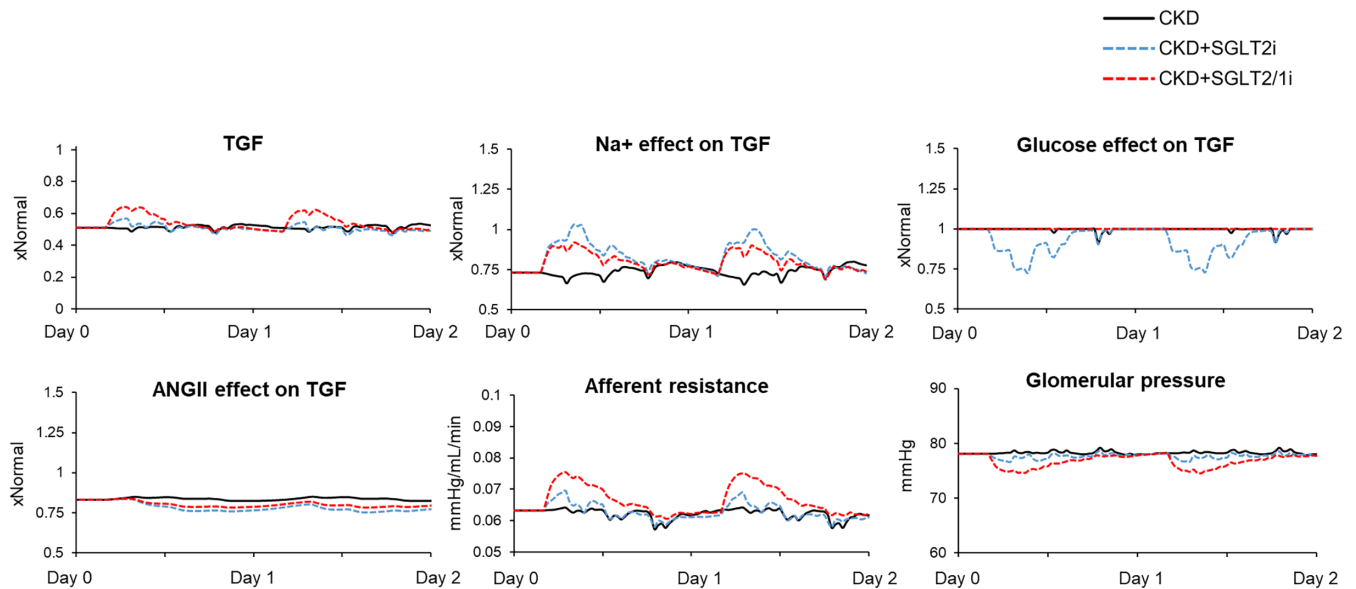 CKD
CKD+SGLT2i
CKD+SGLT2/1i
TGF
xNormal
1
0.8
0.6
0.4
0.2
0
Day 0
Day 1
Day 2
Na+ effect on TGF
xNormal
1.5
1.25
1
0.75
0.5
Day 0
Day 1
Day 2
Glucose effect on TGF
xNormal
1.5
1.25
1
0.75
0.5
Day 0
Day 1
Day 2
ANGII effect on TGF
xNormal
1.5
1.25
1
0.75
0.5
Day 0
Day 1
Day 2
Afferent resistance
mmHg/mL/min
0.1
0.09
0.08
0.07
0.06
0.05
Day 0
Day 1
Day 2
Glomerular pressure
mmHg
90
80
70
60
Day 0
Day 1
Day 2